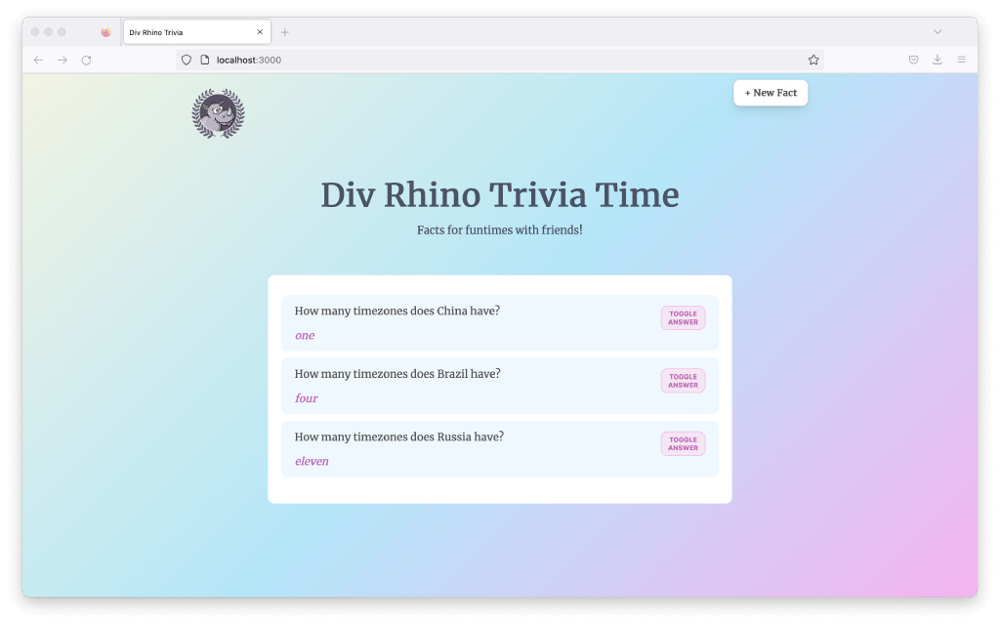 Div Rhino Trivia
localhost:3000
+ New Fact
Div Rhino Trivia Time
Facts for funtimes with friends!
How many timezones does China have?
TOGGLE
ANSWER
one
How many timezones does Brazil have?
TOGGLE
ANSWER
four
How many timezones does Russia have?
TOGGLE
ANSWER
eleven